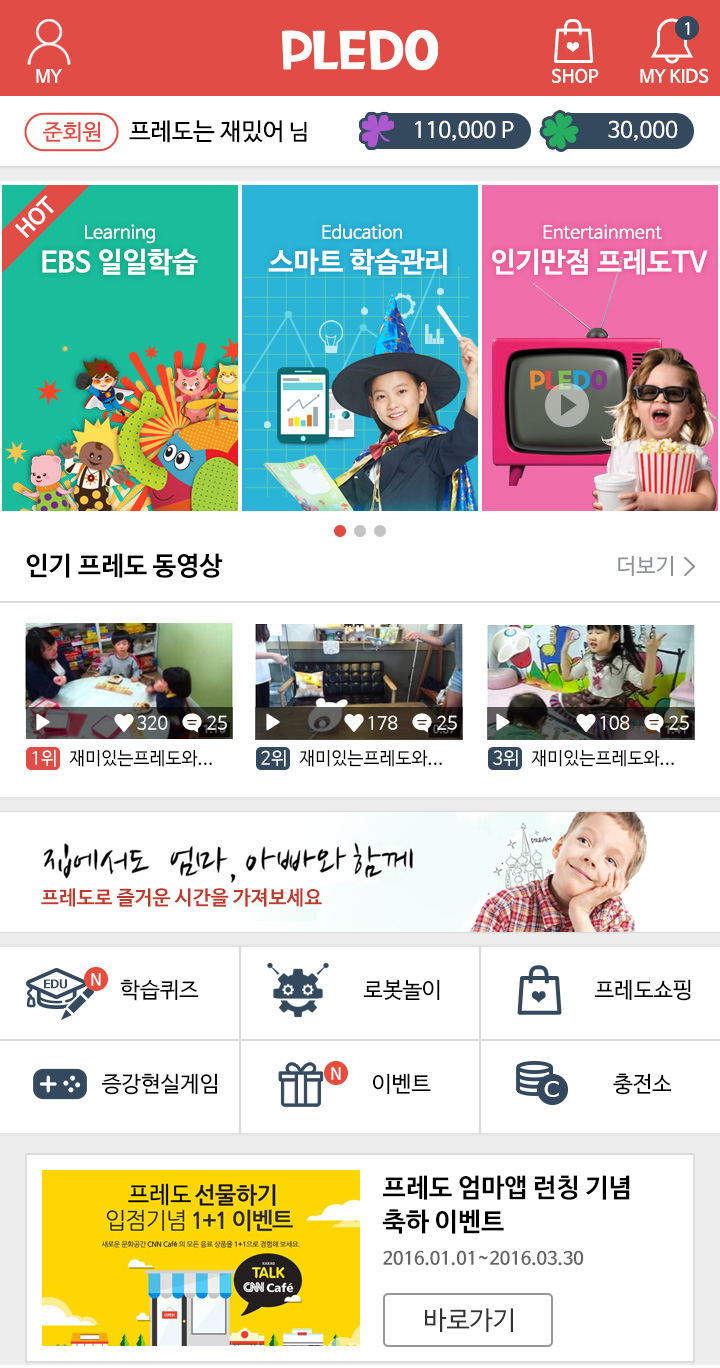 PLEDO
1
MY
SHOP
MY KIDS
준회원
프레도는 재밌어 님
110,000 P
30,000
HOT
Learning
EBS 일일학습
Education
스마트 학습관리
Entertainment
인기만점 프레도TV
PLEDO
인기 프레도 동영상
더보기 >
320
25
178
25
108
25
1위
재미있는프레도와...
2위
재미있는프레도와...
3위
재미있는프레도와...
집에서도 엄마, 아빠와 함께
프레도로 즐거운 시간을 가져보세요
DREAM
EDU
N
학습퀴즈
로봇놀이
프레도쇼핑
증강현실게임
N
이벤트
C
충전소
프레도 선물하기
입점기념 1+1 이벤트
새로운 문화공간 CNN Café 의 모든 음료 상품을 1+1으로 경험해 보세요.
TALK
CNN Café
OPEN
프레도 엄마앱 런칭 기념
축하 이벤트
2016.01.01~2016.03.30
바로가기